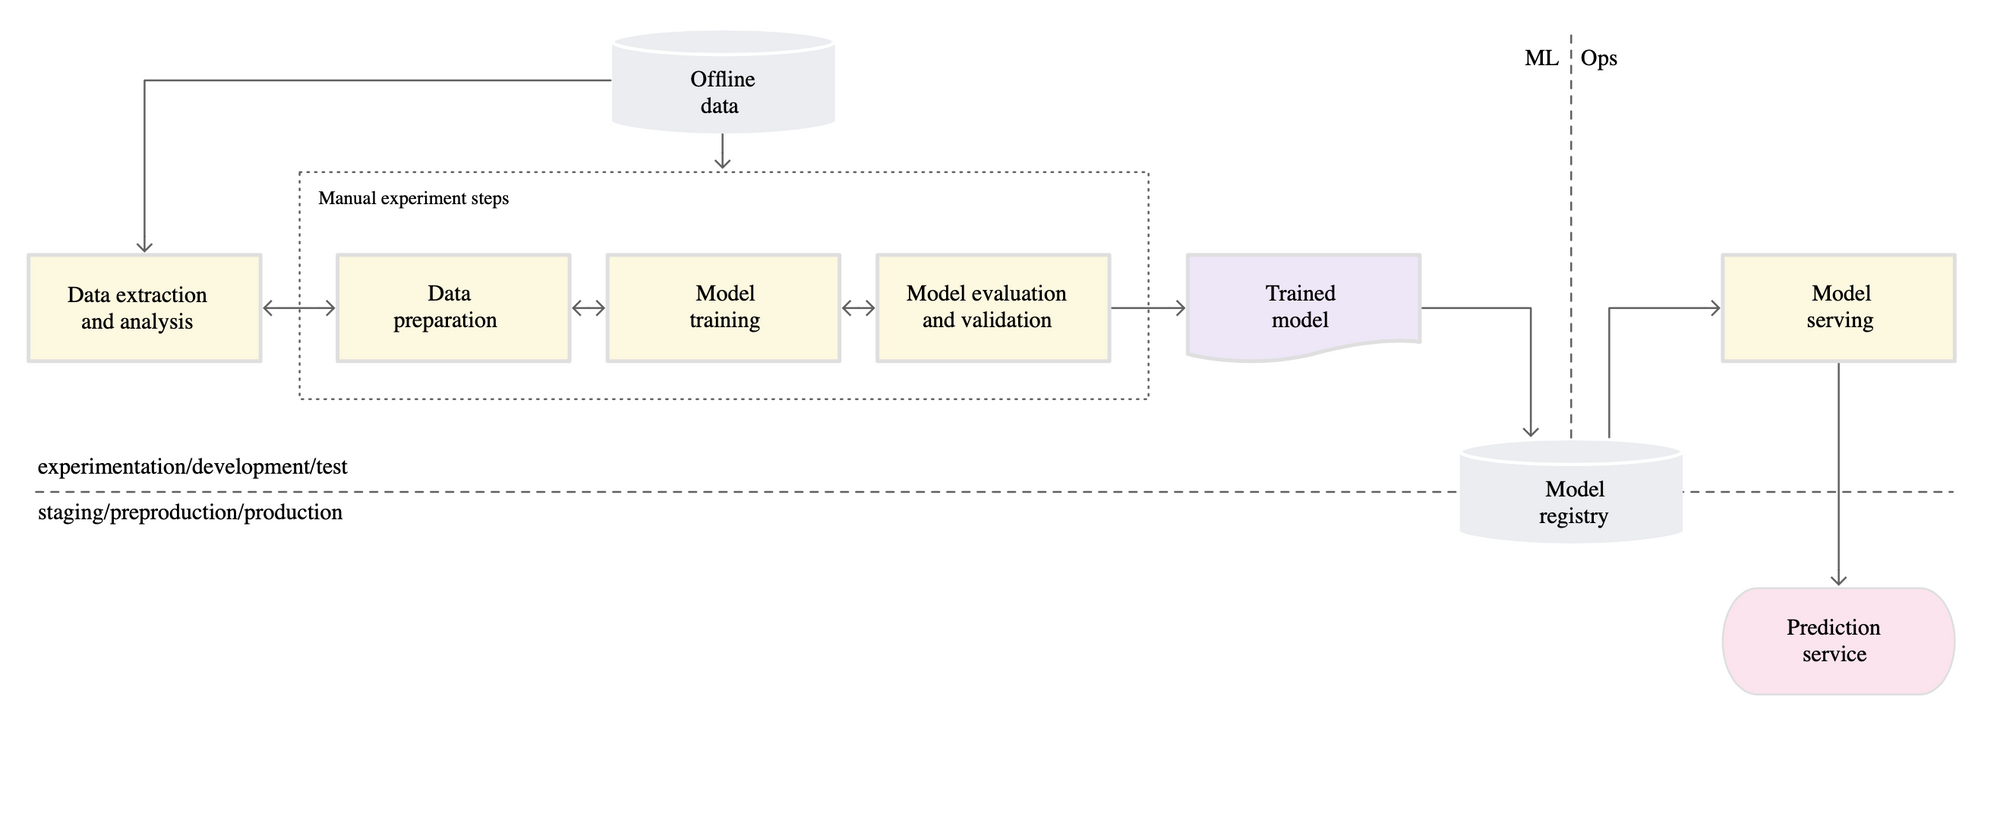 Offline
data
ML
Ops
Manual experiment steps
Data extraction
and analysis
Data
preparation
Model
training
Model evaluation
and validation
Trained
model
Model
serving
experimentation/development/test
staging/preproduction/production
Model
registry
Prediction
service